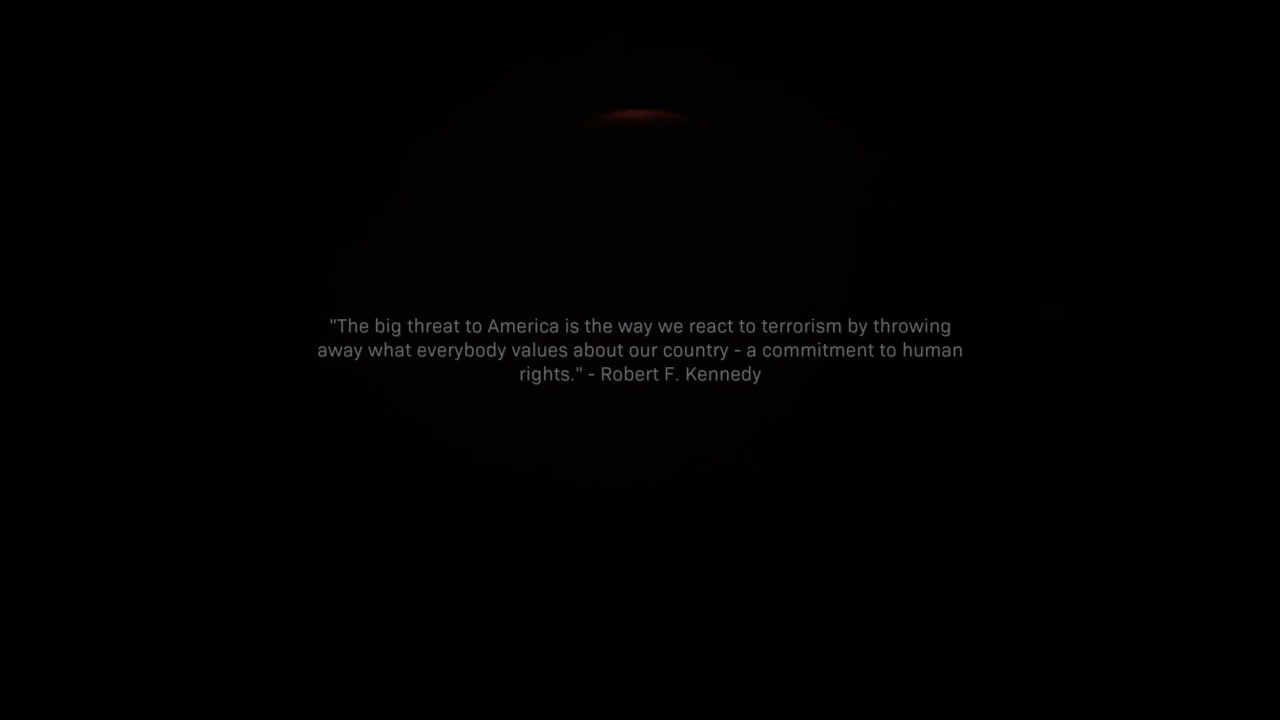 "The big threat to America is the way we react to terrorism by throwing
away what everybody values about our country - a commitment to human
rights." - Robert F. Kennedy